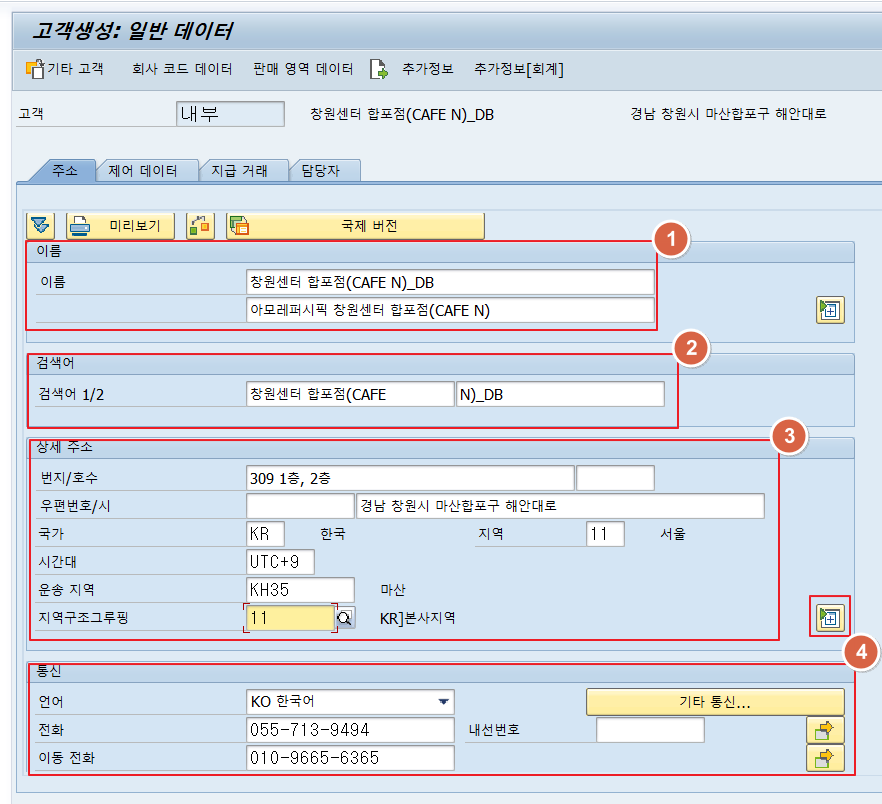 고객생성: 일반 데이터
기타 고객 회사 코드 데이터 판매 영역 데이터 추가정보 추가정보[회계]
고객 내부 창원센터 합포점(CAFE N)_DB 경남 창원시 마산합포구 해안대로
주소 제어 데이터 지급 거래 담당자
미리보기 국제 버전
1
이름
이름 창원센터 합포점(CAFE N)_DB
아모레퍼시픽 창원센터 합포점(CAFE N)
2
검색어
검색어 1/2 창원센터 합포점(CAFE N)_DB
3
상세 주소
번지/호수 309 1층, 2층
우편번호/시 경남 창원시 마산합포구 해안대로
국가 KR 한국 지역 11 서울
시간대 UTC+9
운송 지역 KH35 마산
지역구조그루핑 11 KR]본사지역
4
통신
언어 KO 한국어 기타 통신...
전화 055-713-9494 내선번호
이동 전화 010-9665-6365